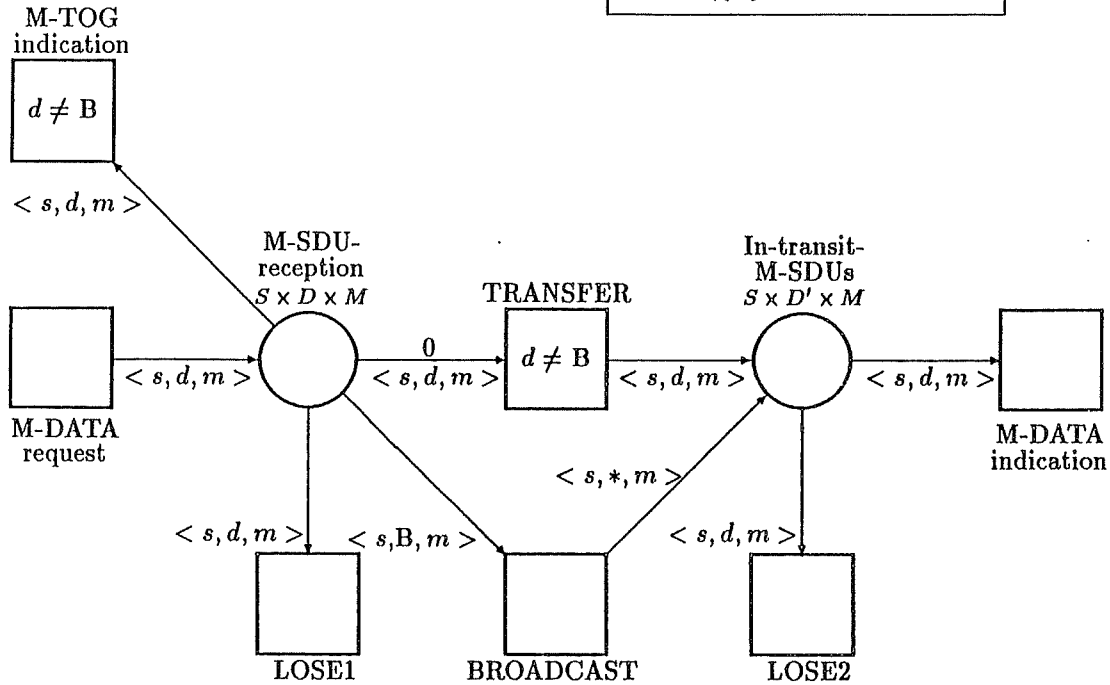 M-TOG
indication
d ≠ B
< s, d, m >
M-SDU-
reception
S × D × M
In-transit-
M-SDUs
S × D′ × M
TRANSFER
0
d ≠ B
< s, d, m >
< s, d, m >
< s, d, m >
< s, d, m >
M-DATA
request
M-DATA
indication
< s, *, m >
< s, d, m >
< s,B, m >
< s, d, m >
LOSE1
BROADCAST
LOSE2